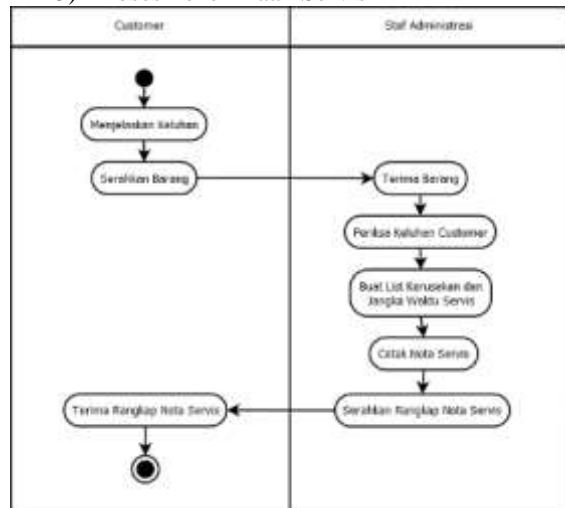 Customer
Staf Administrasi
Menjelaskan Keluhan
Serahkan Barang
Terima Barang
Periksa Keluhan Customer
Buat List Kerusakan dan
Jangka Waktu Servis
Cetak Nota Servis
Serahkan Rangkap Nota Servis
Terima Rangkap Nota Servis